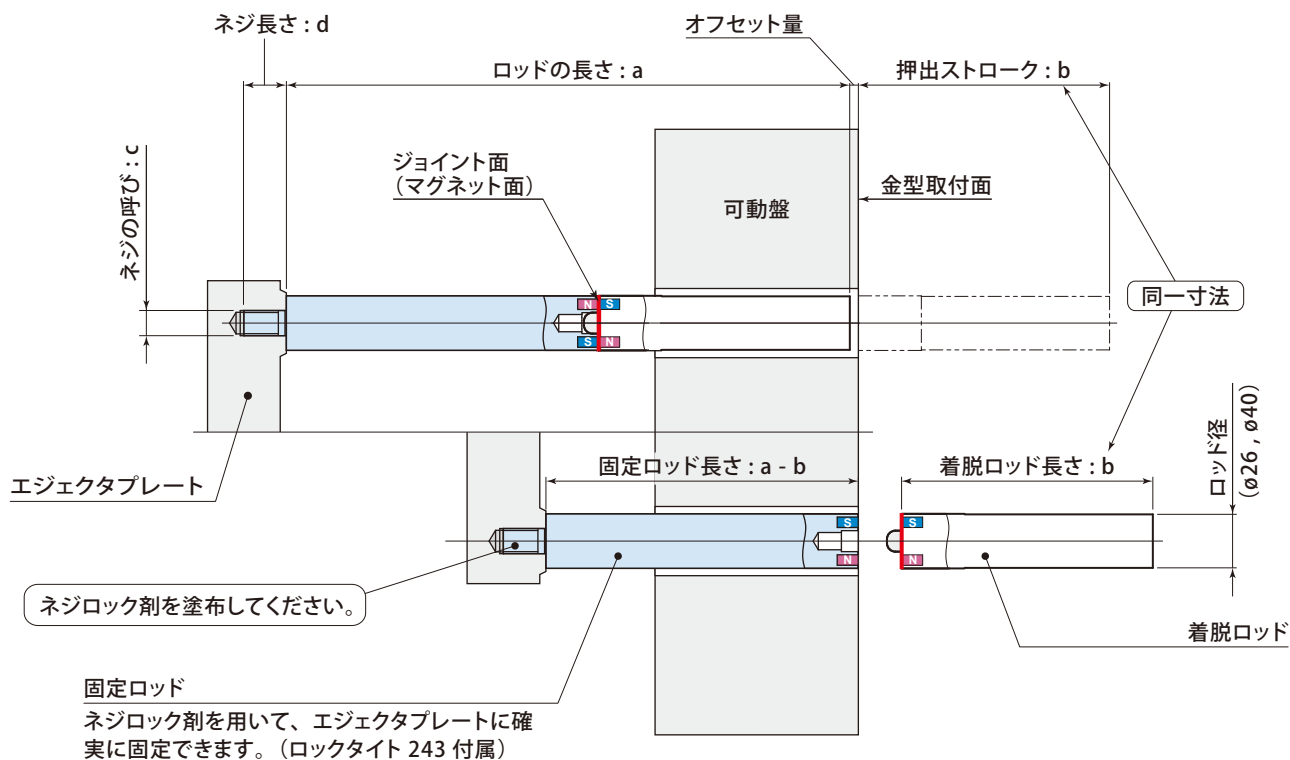 ネジ長さ : d
オフセット量
ロッドの長さ : a
押出ストローク : b
ネジの呼び : c
ジョイント面
（マグネット面）
可動盤
金型取付面
N S
S N
同一寸法
エジェクタプレート
固定ロッド長さ : a - b
着脱ロッド長さ : b
ロッド径
（ø26 , ø40）
S
N
S
N
ネジロック剤を塗布してください。
着脱ロッド
固定ロッド
ネジロック剤を用いて、エジェクタプレートに確
実に固定できます。（ロックタイト 243 付属）